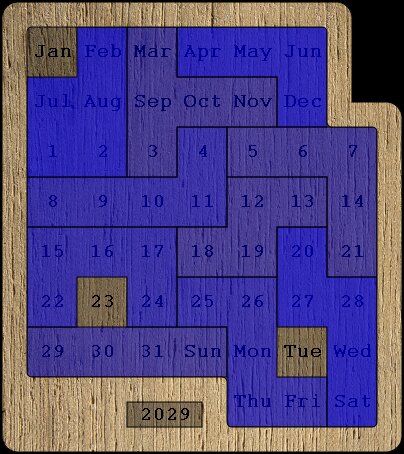 Jan Feb Mar Apr May Jun
Jul Aug Sep Oct Nov Dec
1 2 3 4 5 6 7
8 9 10 11 12 13 14
15 16 17 18 19 20 21
22 23 24 25 26 27 28
29 30 31 Sun Mon Tue Wed
Thu Fri Sat
2029